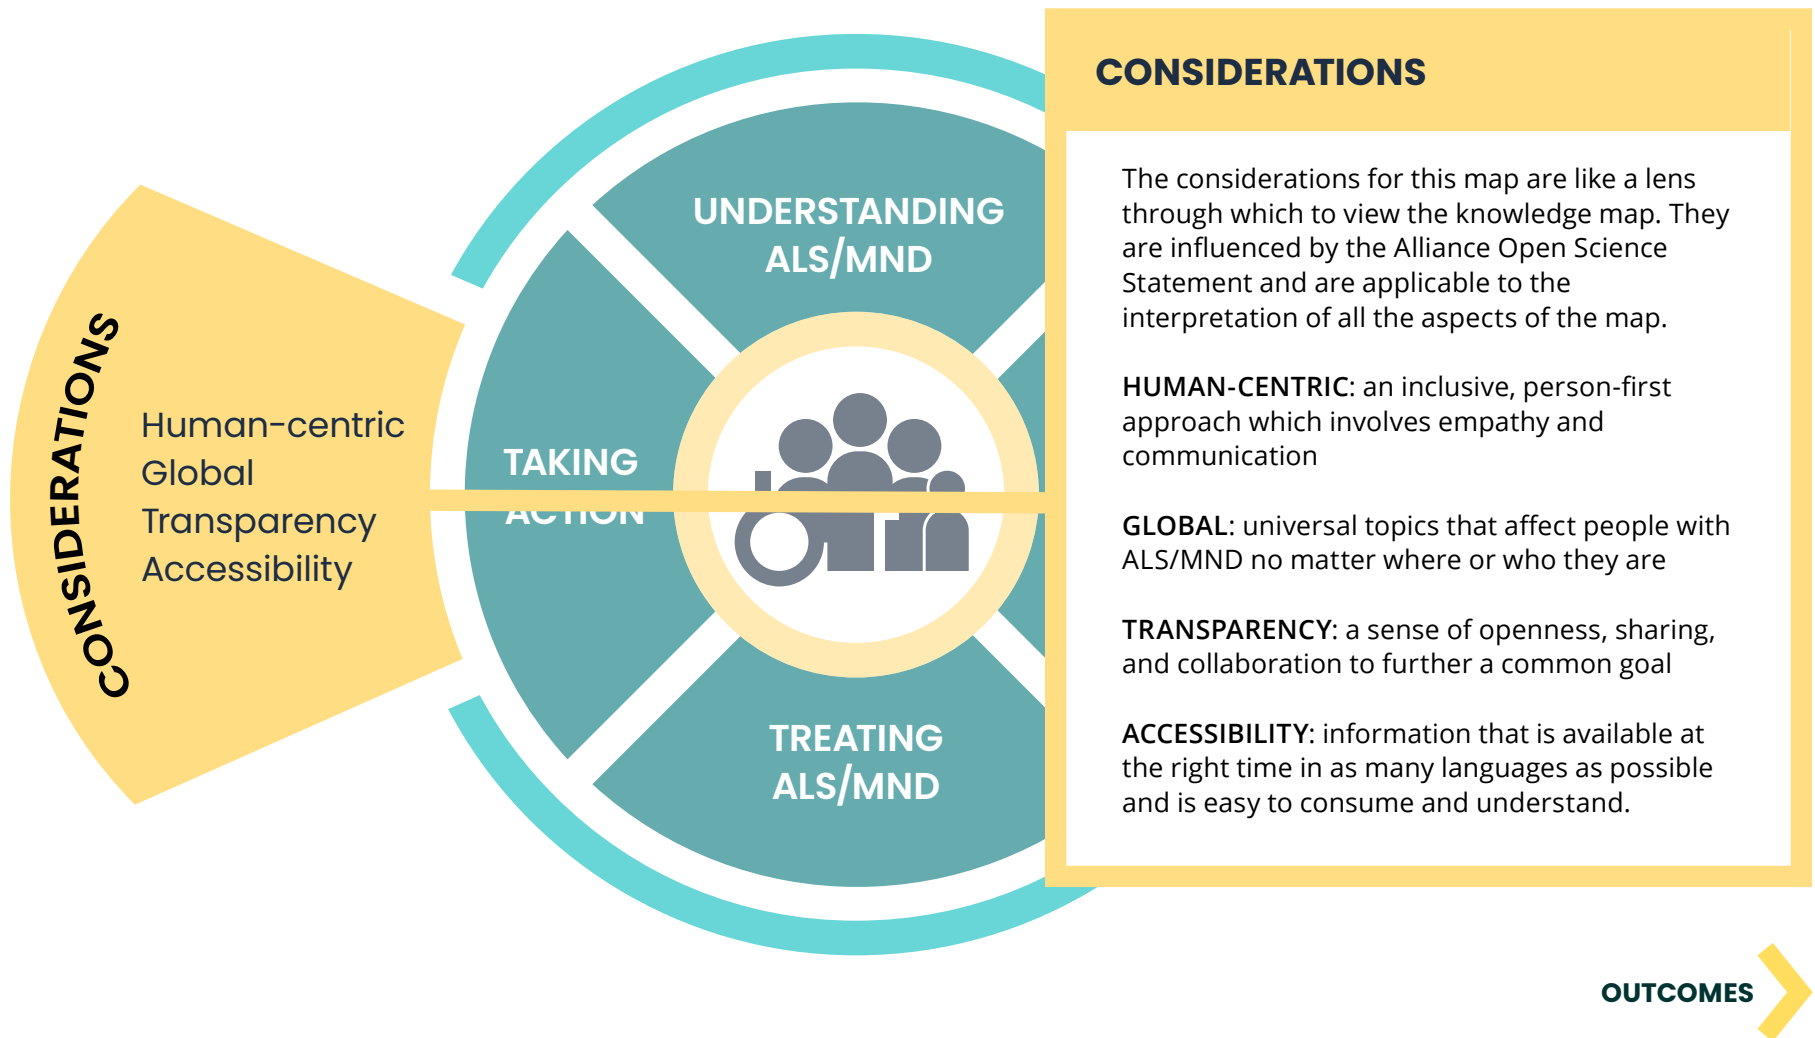 CONSIDERATIONS
Human-centric
Global
Transparency
Accessibility
UNDERSTANDING
ALS/MND
TAKING
ACTION
TREATING
ALS/MND
CONSIDERATIONS
The considerations for this map are like a lens
through which to view the knowledge map. They
are influenced by the Alliance Open Science
Statement and are applicable to the
interpretation of all the aspects of the map.
HUMAN-CENTRIC: an inclusive, person-first
approach which involves empathy and
communication
GLOBAL: universal topics that affect people with
ALS/MND no matter where or who they are
TRANSPARENCY: a sense of openness, sharing,
and collaboration to further a common goal
ACCESSIBILITY: information that is available at
the right time in as many languages as possible
and is easy to consume and understand.
OUTCOMES